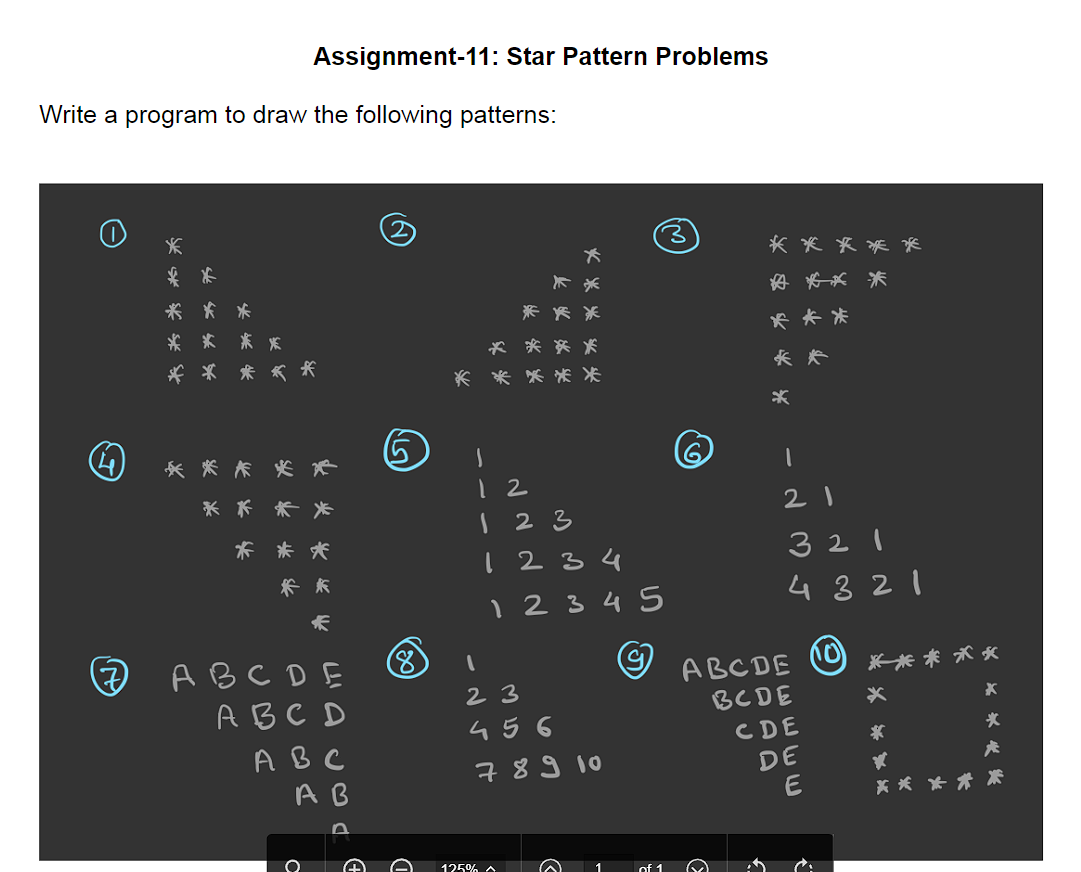 Assignment-11: Star Pattern Problems
Write a program to draw the following patterns:
1
*
* *
* * *
* * * *
* * * * *
2
*
* *
* * *
* * * *
* * * * *
3
* * * * *
* * * *
* * *
* *
*
4
* * * * *
* * * *
* * *
* *
*
5
1
1 2
1 2 3
1 2 3 4
1 2 3 4 5
6
1
2 1
3 2 1
4 3 2 1
7
A B C D E
A B C D
A B C
A B
A
8
1
2 3
4 5 6
7 8 9 10
9
ABCDE
BCDE
CDE
DE
E
10
* * * * *
* *
* *
* *
* * * * *
125% 1 of 1